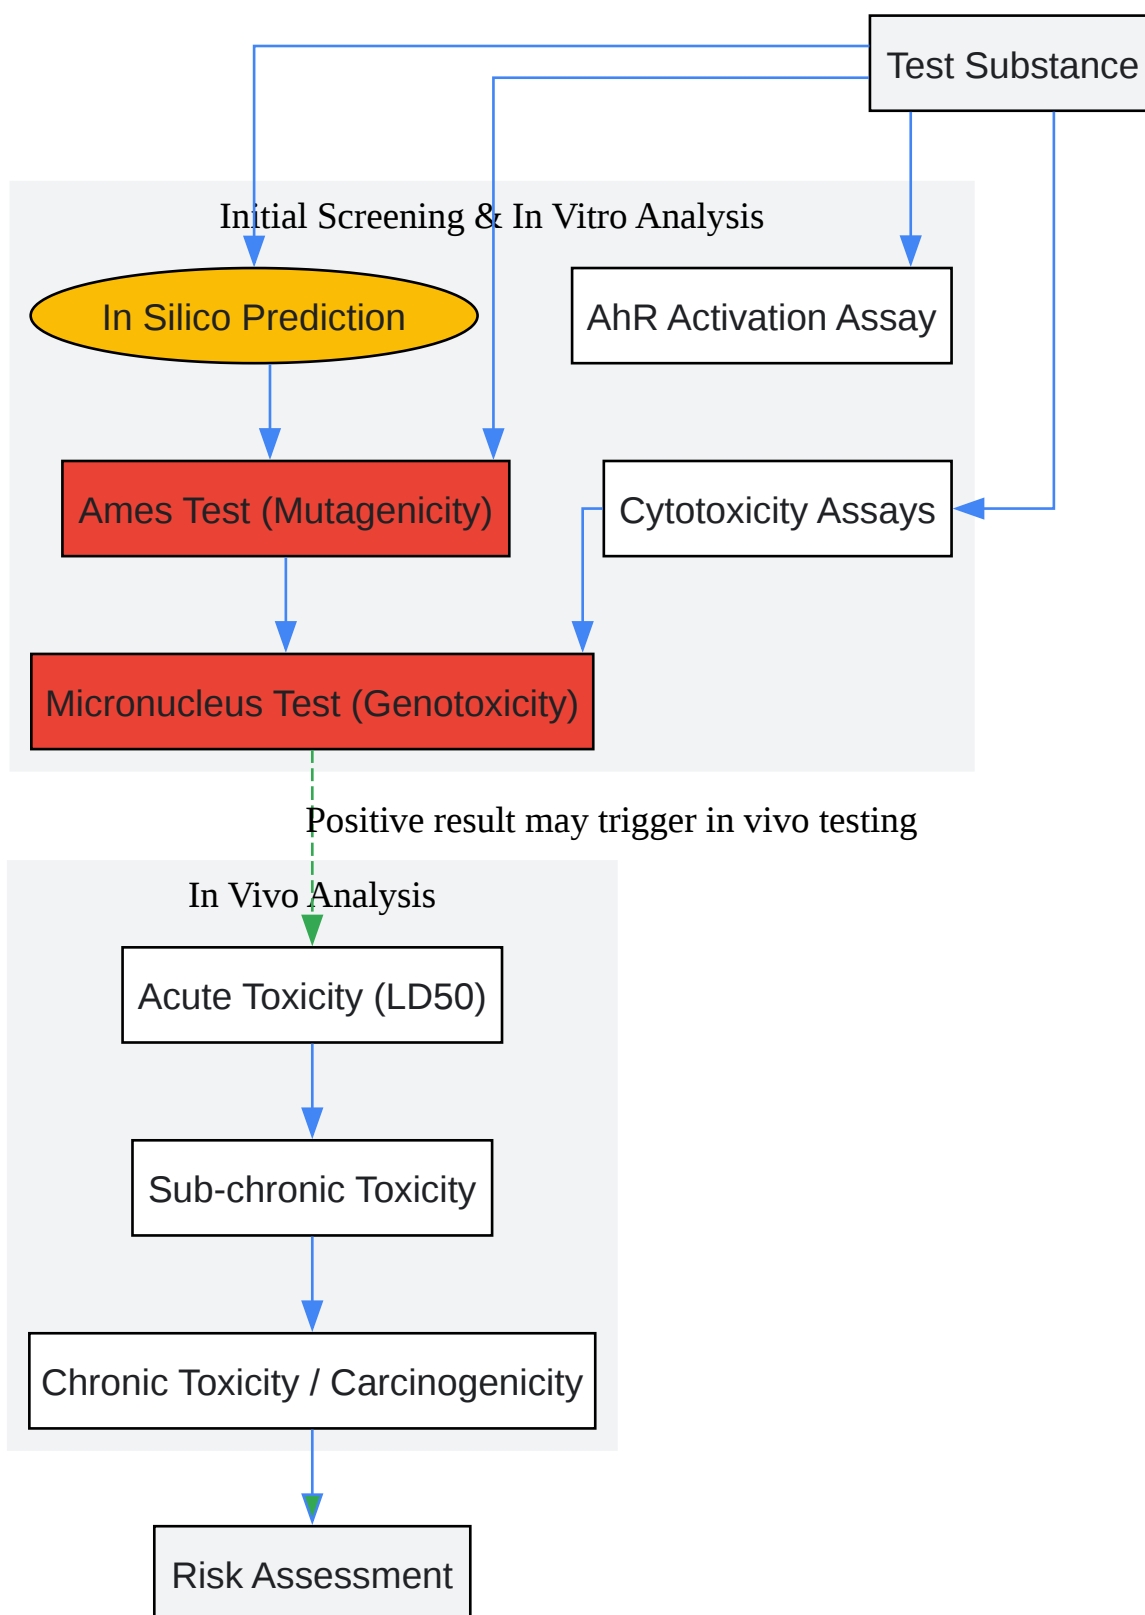 Test Substance
Initial Screening & In Vitro Analysis
In Silico Prediction
AhR Activation Assay
Ames Test (Mutagenicity)
Cytotoxicity Assays
Micronucleus Test (Genotoxicity)
Positive result may trigger in vivo testing
In Vivo Analysis
Acute Toxicity (LD50)
Sub-chronic Toxicity
Chronic Toxicity / Carcinogenicity
Risk Assessment